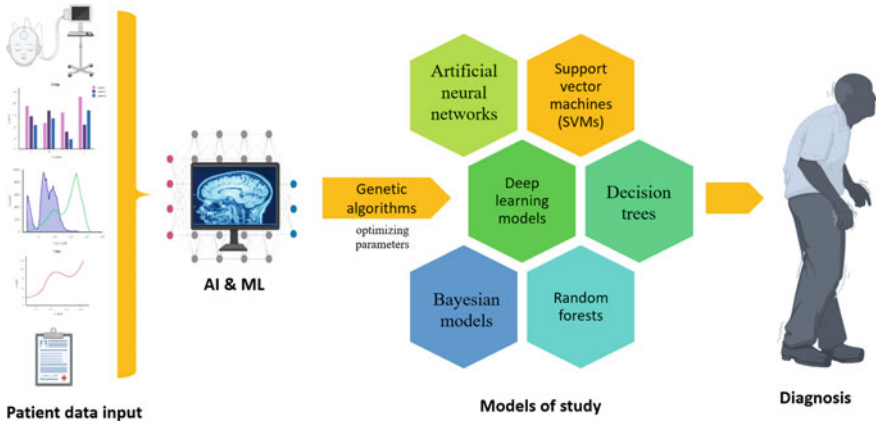 Patient data input
AI & ML
Genetic
algorithms
optimizing
parameters
Artificial
neural
networks
Support
vector
machines
(SVMs)
Deep
learning
models
Decision
trees
Bayesian
models
Random
forests
Models of study
Diagnosis